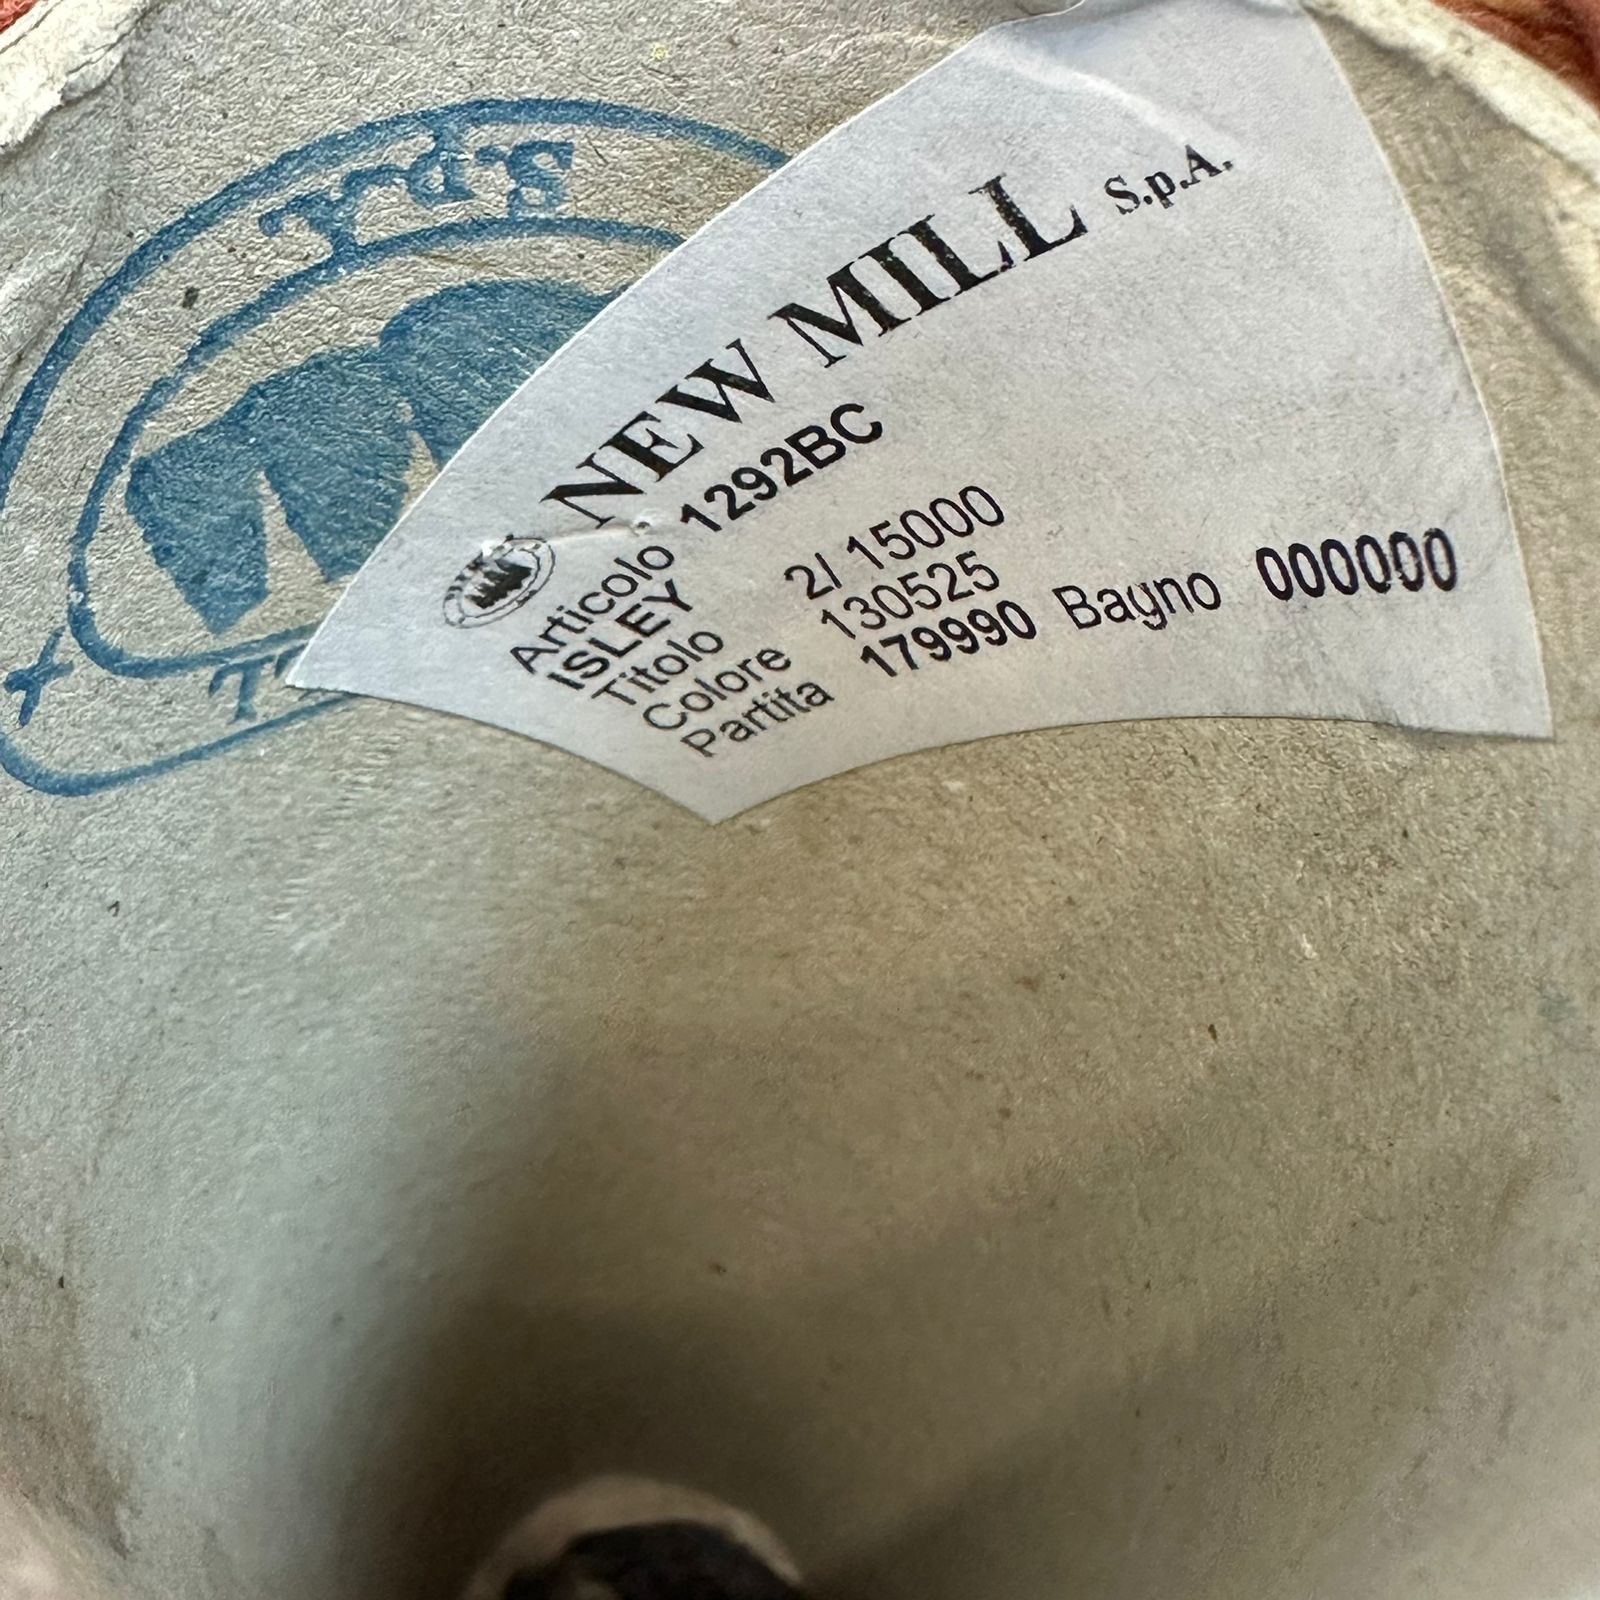 S.p.A.
NEW MILL S.p.A.
Articolo 1292BC
ISLEY
Titolo 2/ 15000
Colore 130525
Partita 179990 Bagno 000000